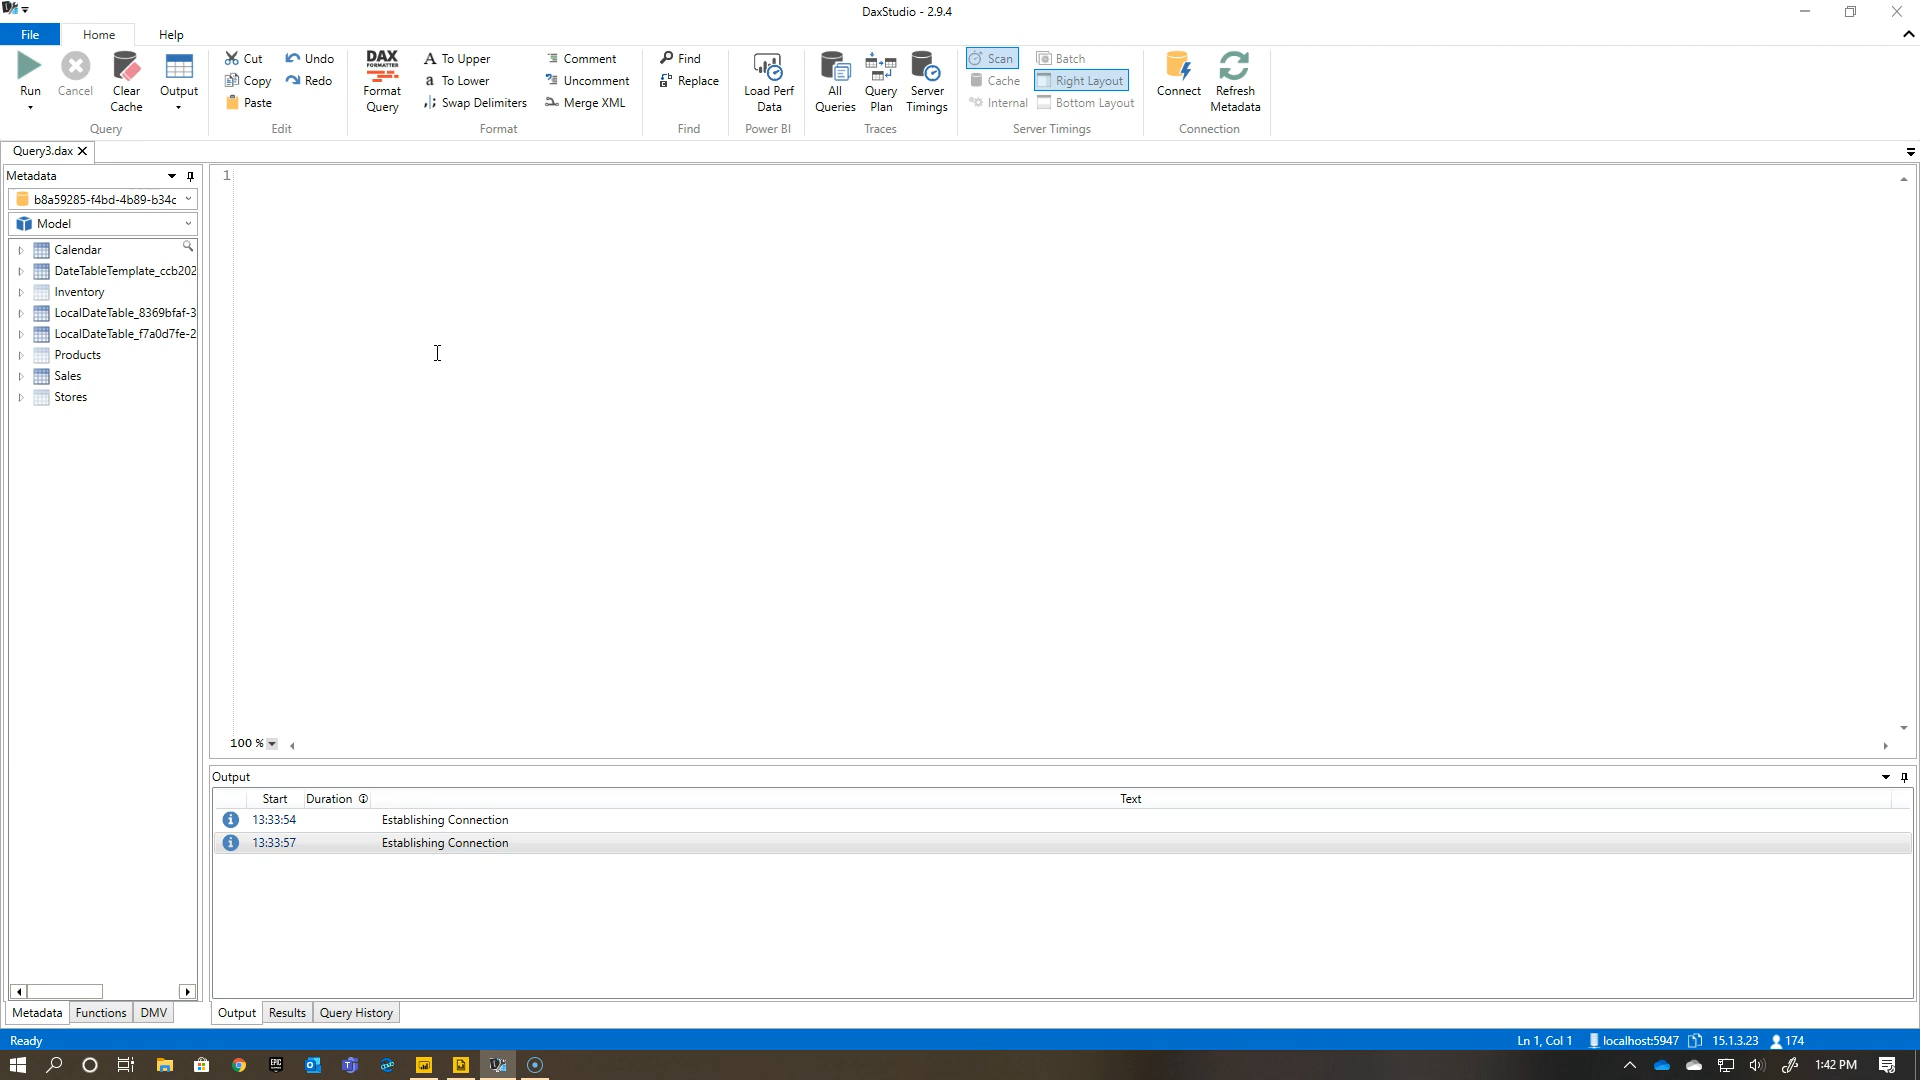 DaxStudio - 2.9.4
File
Home
Help
Run
Cancel
Clear Cache
Output
Query
Cut
Copy
Paste
Undo
Redo
Edit
DAX
FORMATTER
Format Query
To Upper
To Lower
Swap Delimiters
Comment
Uncomment
Merge XML
Format
Find
Replace
Find
Load Perf Data
Power BI
All Queries
Query Plan
Server Timings
Traces
Scan
Cache
Internal
Batch
Right Layout
Bottom Layout
Server Timings
Connect
Refresh Metadata
Connection
Query3.dax
Metadata
b8a59285-f4bd-4b89-b34c
Model
Calendar
DateTableTemplate_ccb202
Inventory
LocalDateTable_8369bfaf-3
LocalDateTable_f7a0d7fe-2
Products
Sales
Stores
1
100 %
Output
Start Duration Text
13:33:54 Establishing Connection
13:33:57 Establishing Connection
Metadata Functions DMV
Output Results Query History
Ready
Ln 1, Col 1 localhost:5947 15.1.3.23 174
EPIC
1:42 PM